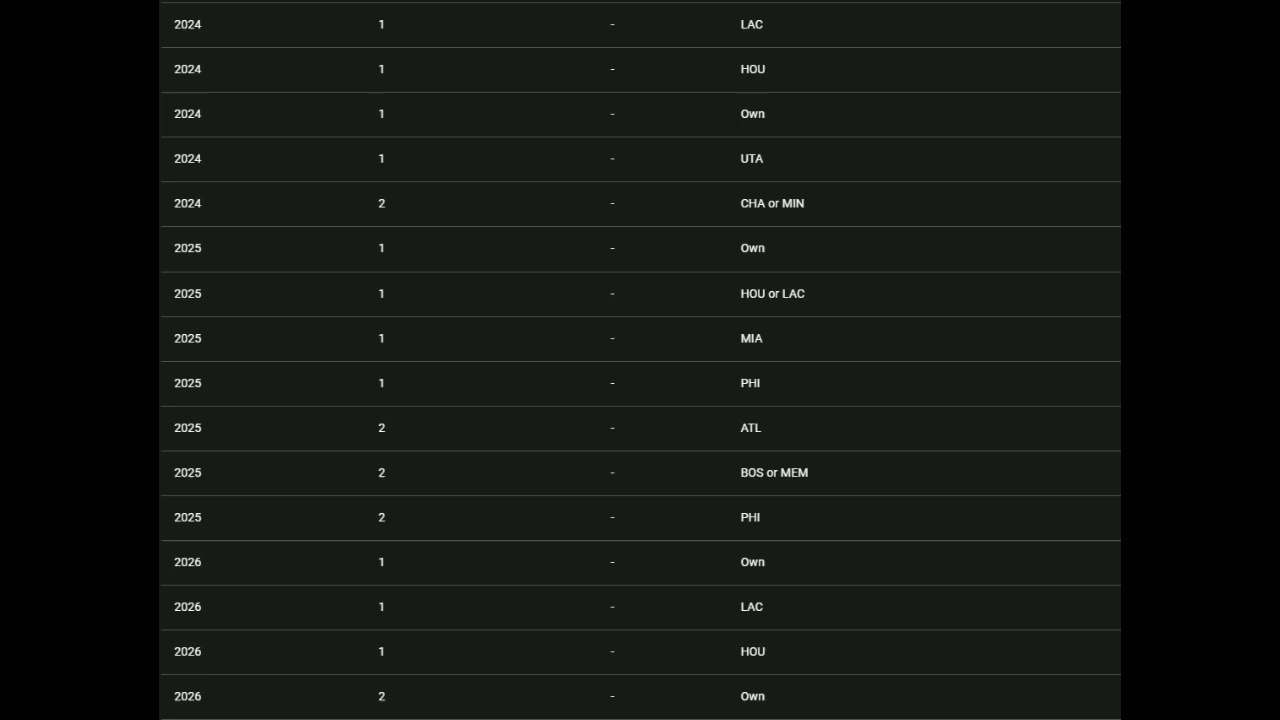 2024 1 - LAC
2024 1 - HOU
2024 1 - Own
2024 1 - UTA
2024 2 - CHA or MIN
2025 1 - Own
2025 1 - HOU or LAC
2025 1 - MIA
2025 1 - PHI
2025 2 - ATL
2025 2 - BOS or MEM
2025 2 - PHI
2026 1 - Own
2026 1 - LAC
2026 1 - HOU
2026 2 - Own